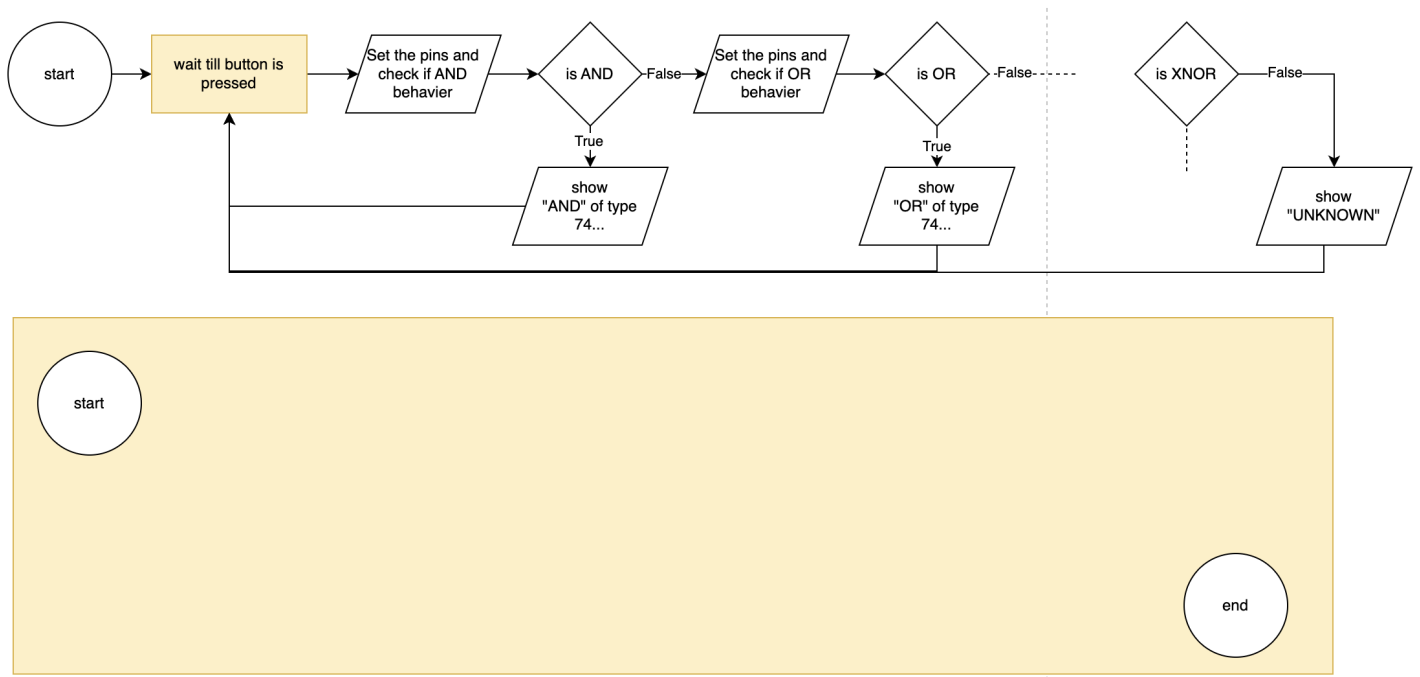 start
wait till button is
pressed
Set the pins and
check if AND
behavier
is AND
False
Set the pins and
check if OR
behavier
is OR
False
is XNOR
False
True
True
show
"AND" of type
74...
show
"OR" of type
74...
show
"UNKNOWN"
start
end